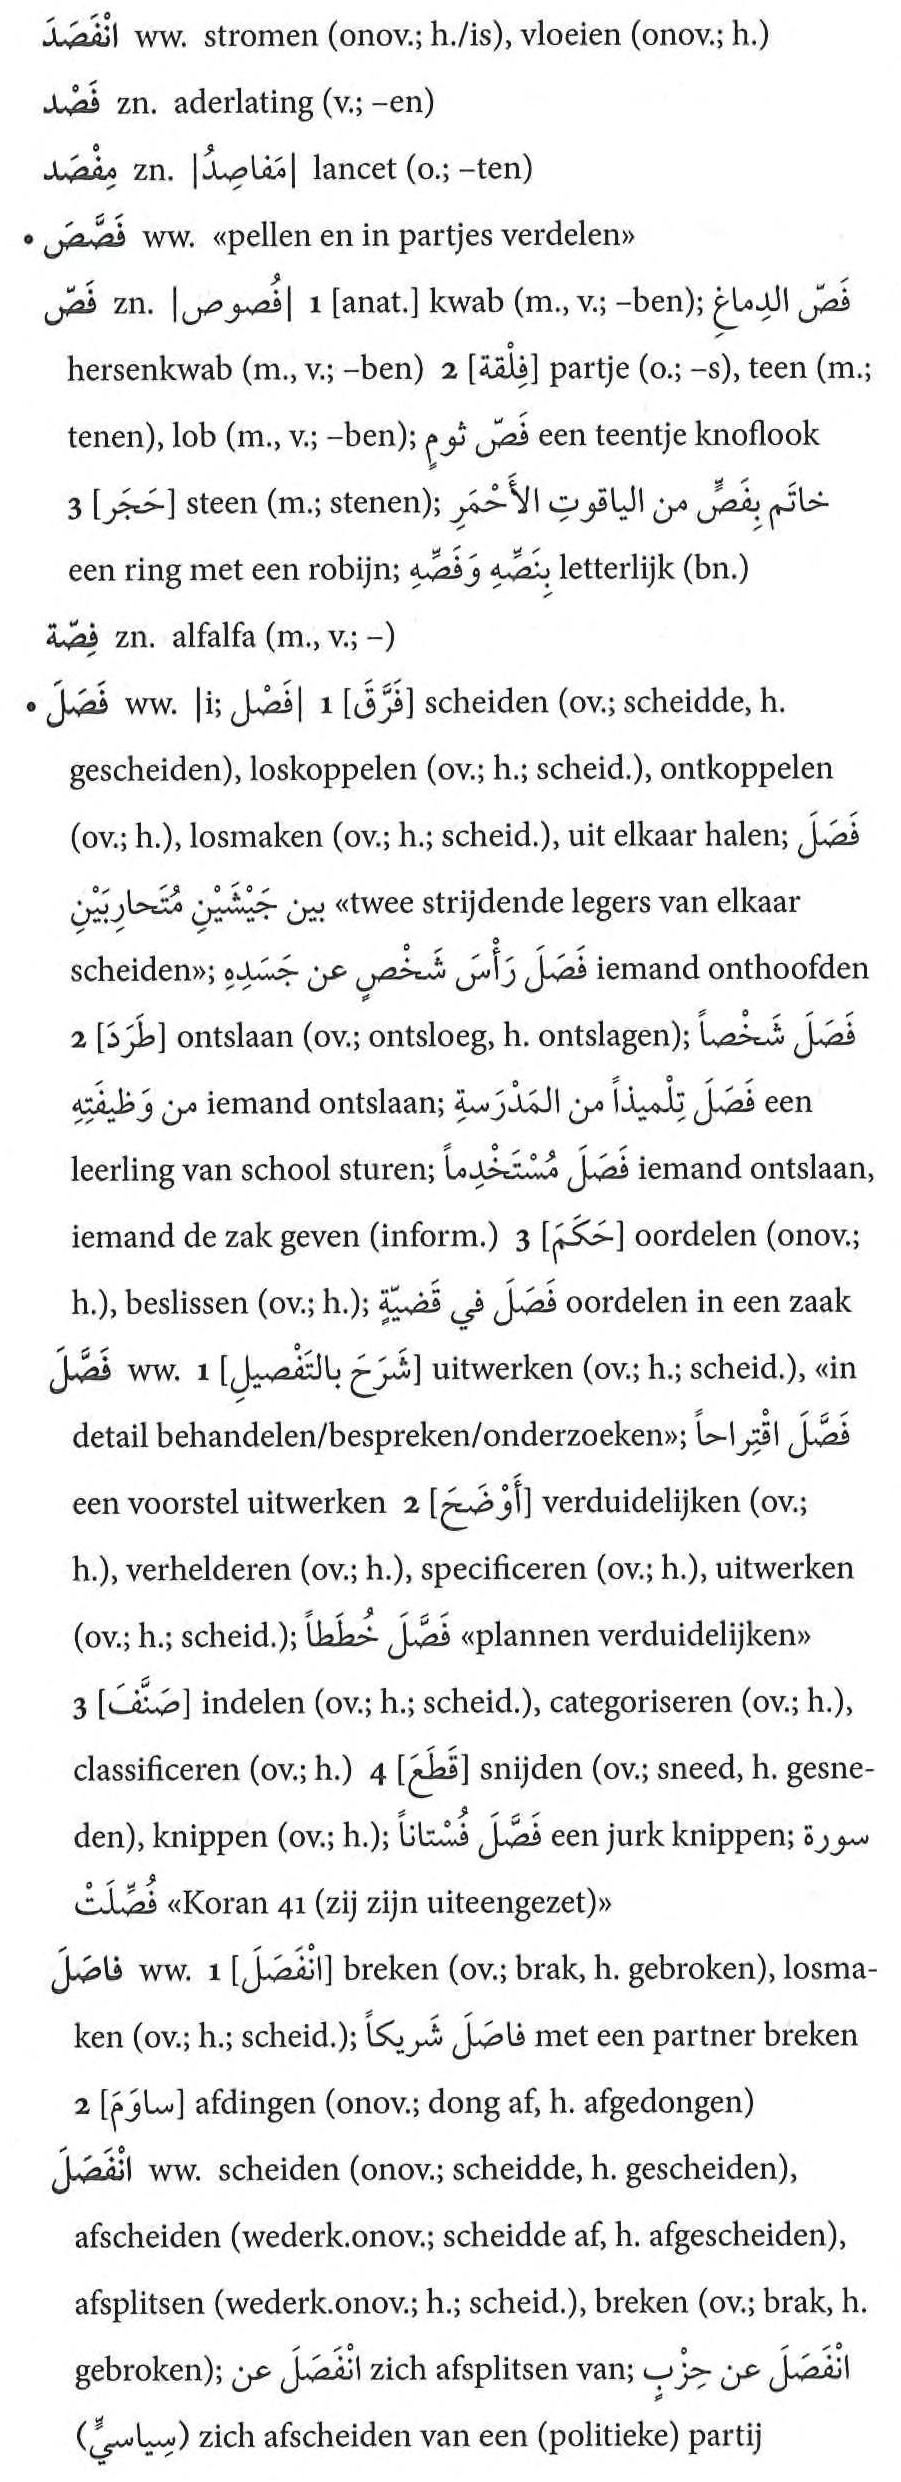 انْفَصَدَ ww. stromen (onov.; h./is), vloeien (onov.; h.)
فَصْد zn. aderlating (v.; –en)
مِفْصَد zn. |مَفاصِدُ| lancet (o.; –ten)
• فَصَّصَ ww. «pellen en in partjes verdelen»
فَصّ zn. |فُصوص| 1 [anat.] kwab (m., v.; –ben); فَصّ الدِماغِ
hersenkwab (m., v.; –ben) 2 [فِلْقة] partje (o.; –s), teen (m.;
tenen), lob (m., v.; –ben); فَصّ ثومٍ een teentje knoflook
3 [حَجَر] steen (m.; stenen); خاتَم بِفَصٍّ من الياقوتِ الأَحْمَرِ
een ring met een robijn; بِنَصِّهِ وَفَصِّهِ letterlijk (bn.)
فِصّة zn. alfalfa (m., v.; –)
• فَصَلَ ww. |i; فَصْل| 1 [فَرَّقَ] scheiden (ov.; scheidde, h.
gescheiden), loskoppelen (ov.; h.; scheid.), ontkoppelen
(ov.; h.), losmaken (ov.; h.; scheid.), uit elkaar halen; فَصَلَ
بين جَيْشَيْنِ مُتَحارِبَيْنِ «twee strijdende legers van elkaar
scheiden»; فَصَلَ رَأْسَ شَخْصٍ عن جَسَدِهِ iemand onthoofden
2 [طَرَدَ] ontslaan (ov.; ontsloeg, h. ontslagen); فَصَلَ شَخْصاً
من وَظيفَتِهِ iemand ontslaan; فَصَلَ تِلْميذاً من المَدْرَسةِ een
leerling van school sturen; فَصَلَ مُسْتَخْدِماً iemand ontslaan,
iemand de zak geven (inform.) 3 [حَكَمَ] oordelen (onov.;
h.), beslissen (ov.; h.); فَصَلَ في قَضيّةٍ oordelen in een zaak
فَصَّلَ ww. 1 [شَرَحَ بالتَفْصيلِ] uitwerken (ov.; h.; scheid.), «in
detail behandelen/bespreken/onderzoeken»; فَصَّلَ اقْتِراحاً
een voorstel uitwerken 2 [أَوْضَحَ] verduidelijken (ov.;
h.), verhelderen (ov.; h.), specificeren (ov.; h.), uitwerken
(ov.; h.; scheid.); فَصَّلَ خُطَطاً «plannen verduidelijken»
3 [صَنَّفَ] indelen (ov.; h.; scheid.), categoriseren (ov.; h.),
classificeren (ov.; h.) 4 [قَطَعَ] snijden (ov.; sneed, h. gesne-
den), knippen (ov.; h.); فَصَّلَ فُسْتاناً een jurk knippen; سورة
فُصِّلَتْ «Koran 41 (zij zijn uiteengezet)»
فاصَلَ ww. 1 [انْفَصَلَ] breken (ov.; brak, h. gebroken), losma-
ken (ov.; h.; scheid.); فاصَلَ شَريكاً met een partner breken
2 [ساوَمَ] afdingen (onov.; dong af, h. afgedongen)
انْفَصَلَ ww. scheiden (onov.; scheidde, h. gescheiden),
afscheiden (wederk.onov.; scheidde af, h. afgescheiden),
afsplitsen (wederk.onov.; h.; scheid.), breken (ov.; brak, h.
gebroken); انْفَصَلَ عن zich afsplitsen van; انْفَصَلَ عن حِزْبٍ
(سِياسيٍّ) zich afscheiden van een (politieke) partij